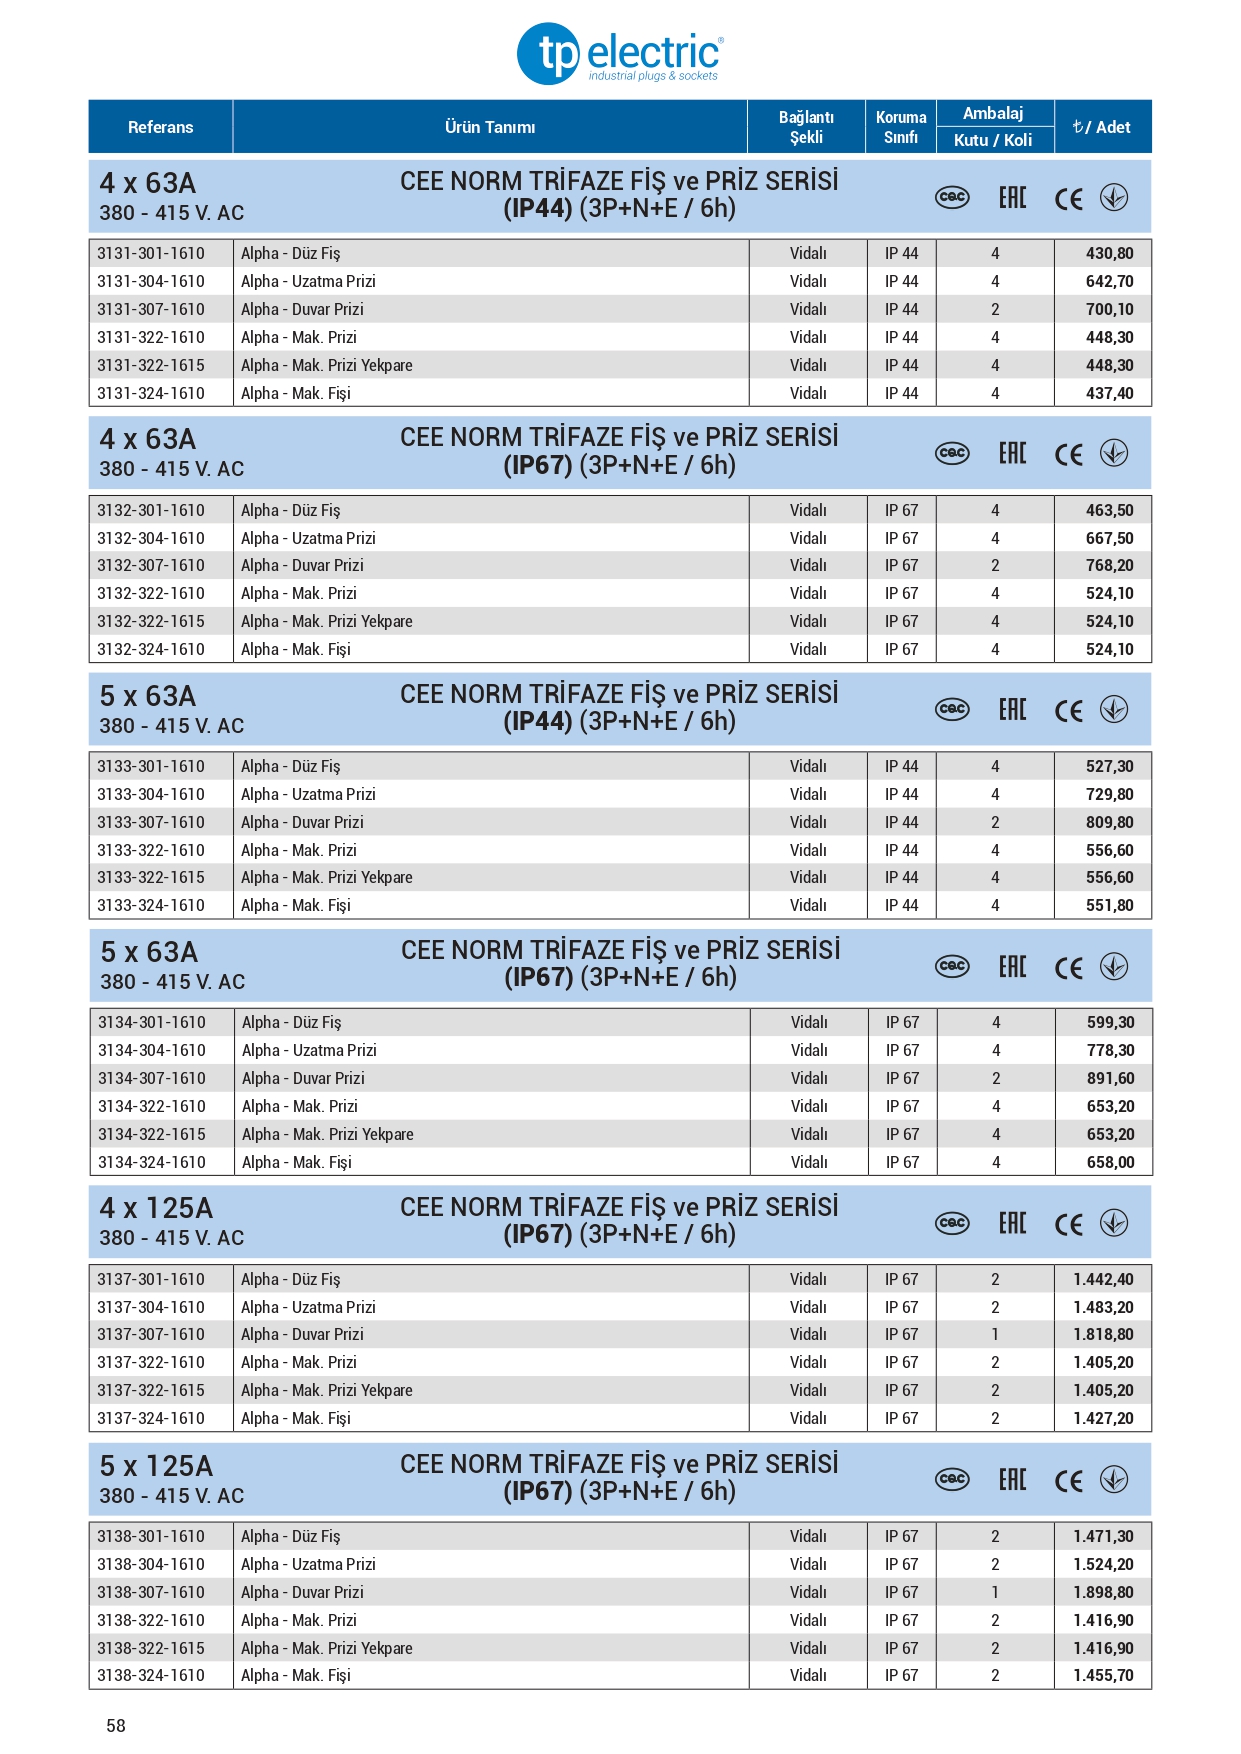 tp electric®
industrial plugs & sockets
Referans Ürün Tanımı Bağlantı Şekli Koruma Sınıfı Ambalaj Kutu / Koli ₺/ Adet
4 x 63A CEE NORM TRİFAZE FİŞ ve PRİZ SERİSİ
380 - 415 V. AC (IP44) (3P+N+E / 6h) cec EAC CE
3131-301-1610 Alpha - Düz Fiş Vidalı IP 44 4 430,80
3131-304-1610 Alpha - Uzatma Prizi Vidalı IP 44 4 642,70
3131-307-1610 Alpha - Duvar Prizi Vidalı IP 44 2 700,10
3131-322-1610 Alpha - Mak. Prizi Vidalı IP 44 4 448,30
3131-322-1615 Alpha - Mak. Prizi Yekpare Vidalı IP 44 4 448,30
3131-324-1610 Alpha - Mak. Fişi Vidalı IP 44 4 437,40
4 x 63A CEE NORM TRİFAZE FİŞ ve PRİZ SERİSİ
380 - 415 V. AC (IP67) (3P+N+E / 6h) cec EAC CE
3132-301-1610 Alpha - Düz Fiş Vidalı IP 67 4 463,50
3132-304-1610 Alpha - Uzatma Prizi Vidalı IP 67 4 667,50
3132-307-1610 Alpha - Duvar Prizi Vidalı IP 67 2 768,20
3132-322-1610 Alpha - Mak. Prizi Vidalı IP 67 4 524,10
3132-322-1615 Alpha - Mak. Prizi Yekpare Vidalı IP 67 4 524,10
3132-324-1610 Alpha - Mak. Fişi Vidalı IP 67 4 524,10
5 x 63A CEE NORM TRİFAZE FİŞ ve PRİZ SERİSİ
380 - 415 V. AC (IP44) (3P+N+E / 6h) cec EAC CE
3133-301-1610 Alpha - Düz Fiş Vidalı IP 44 4 527,30
3133-304-1610 Alpha - Uzatma Prizi Vidalı IP 44 4 729,80
3133-307-1610 Alpha - Duvar Prizi Vidalı IP 44 2 809,80
3133-322-1610 Alpha - Mak. Prizi Vidalı IP 44 4 556,60
3133-322-1615 Alpha - Mak. Prizi Yekpare Vidalı IP 44 4 556,60
3133-324-1610 Alpha - Mak. Fişi Vidalı IP 44 4 551,80
5 x 63A CEE NORM TRİFAZE FİŞ ve PRİZ SERİSİ
380 - 415 V. AC (IP67) (3P+N+E / 6h) cec EAC CE
3134-301-1610 Alpha - Düz Fiş Vidalı IP 67 4 599,30
3134-304-1610 Alpha - Uzatma Prizi Vidalı IP 67 4 778,30
3134-307-1610 Alpha - Duvar Prizi Vidalı IP 67 2 891,60
3134-322-1610 Alpha - Mak. Prizi Vidalı IP 67 4 653,20
3134-322-1615 Alpha - Mak. Prizi Yekpare Vidalı IP 67 4 653,20
3134-324-1610 Alpha - Mak. Fişi Vidalı IP 67 4 658,00
4 x 125A CEE NORM TRİFAZE FİŞ ve PRİZ SERİSİ
380 - 415 V. AC (IP67) (3P+N+E / 6h) cec EAC CE
3137-301-1610 Alpha - Düz Fiş Vidalı IP 67 2 1.442,40
3137-304-1610 Alpha - Uzatma Prizi Vidalı IP 67 2 1.483,20
3137-307-1610 Alpha - Duvar Prizi Vidalı IP 67 1 1.818,80
3137-322-1610 Alpha - Mak. Prizi Vidalı IP 67 2 1.405,20
3137-322-1615 Alpha - Mak. Prizi Yekpare Vidalı IP 67 2 1.405,20
3137-324-1610 Alpha - Mak. Fişi Vidalı IP 67 2 1.427,20
5 x 125A CEE NORM TRİFAZE FİŞ ve PRİZ SERİSİ
380 - 415 V. AC (IP67) (3P+N+E / 6h) cec EAC CE
3138-301-1610 Alpha - Düz Fiş Vidalı IP 67 2 1.471,30
3138-304-1610 Alpha - Uzatma Prizi Vidalı IP 67 2 1.524,20
3138-307-1610 Alpha - Duvar Prizi Vidalı IP 67 1 1.898,80
3138-322-1610 Alpha - Mak. Prizi Vidalı IP 67 2 1.416,90
3138-322-1615 Alpha - Mak. Prizi Yekpare Vidalı IP 67 2 1.416,90
3138-324-1610 Alpha - Mak. Fişi Vidalı IP 67 2 1.455,70
58